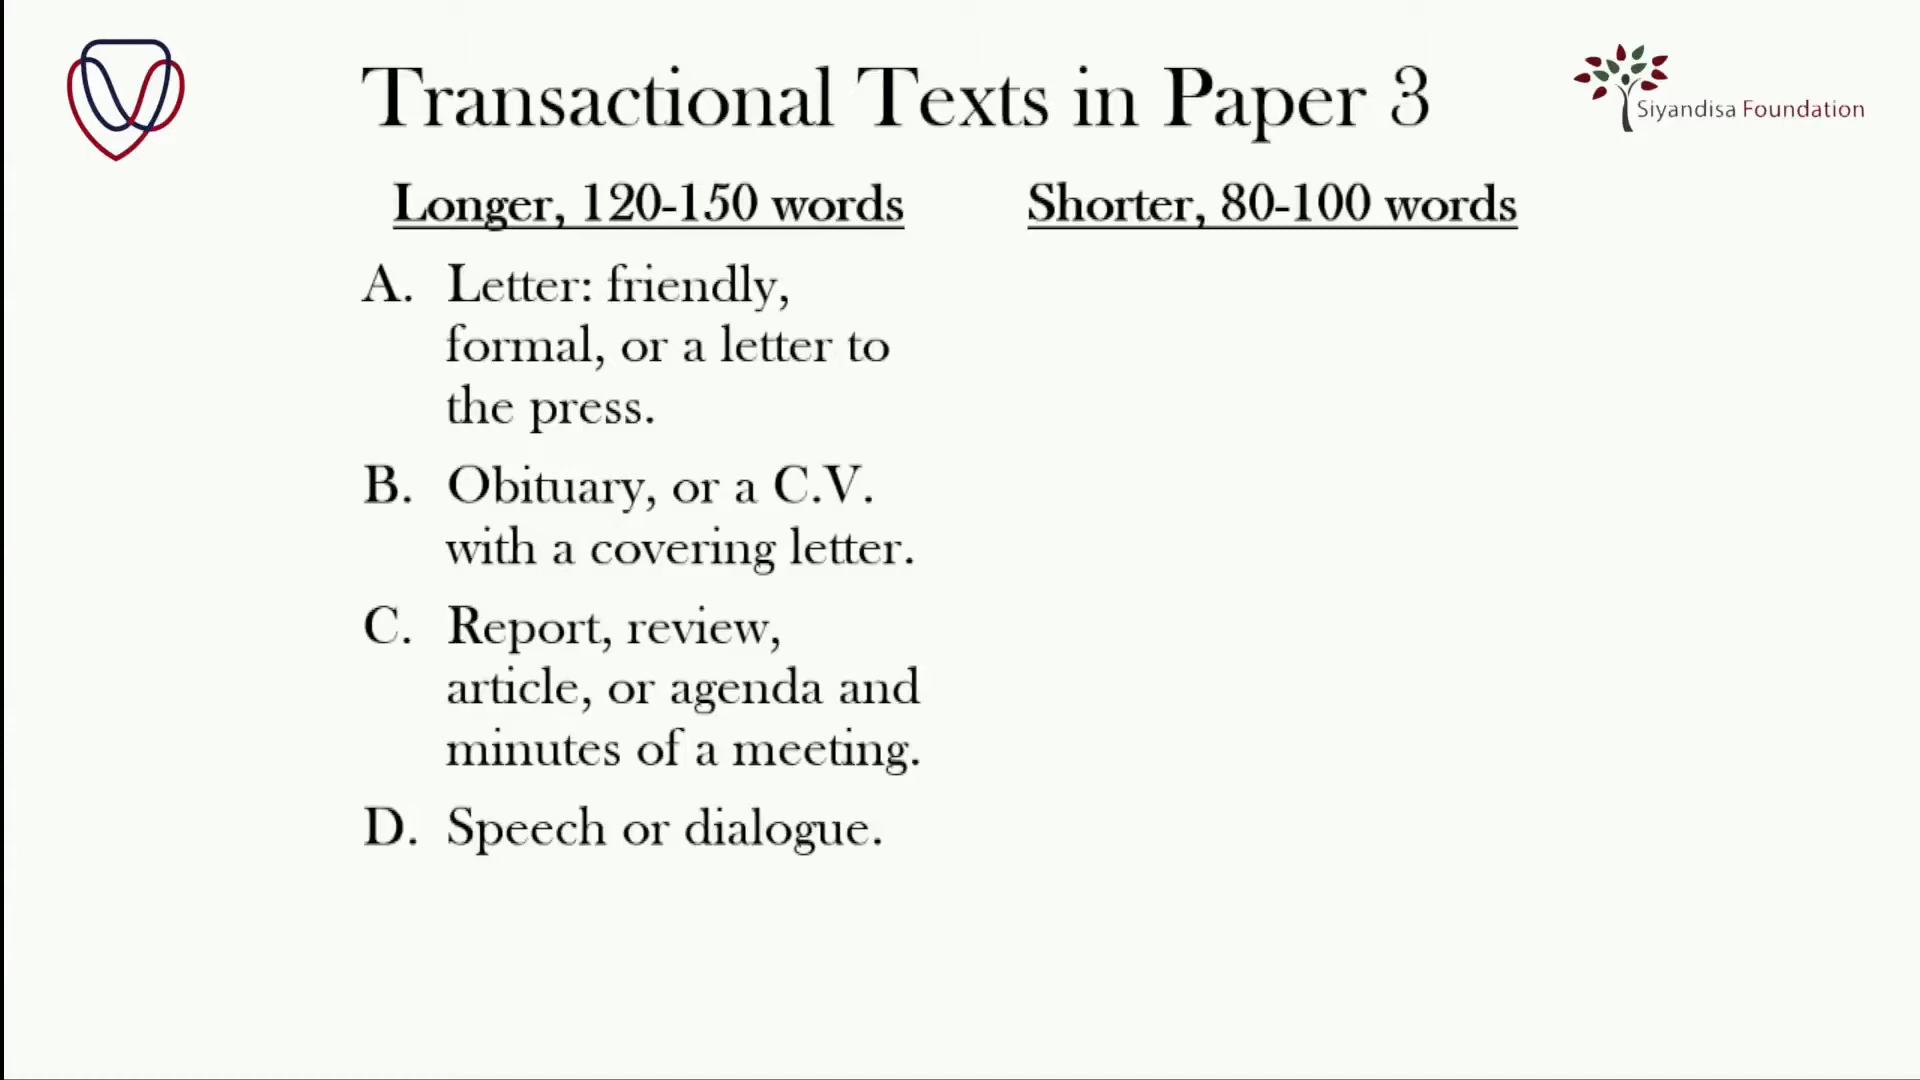 Transactional Texts in Paper 3
Siyandisa Foundation
Longer, 120-150 words
A. Letter: friendly,
formal, or a letter to
the press.
B. Obituary, or a C.V.
with a covering letter.
C. Report, review,
article, or agenda and
minutes of a meeting.
D. Speech or dialogue.
Shorter, 80-100 words